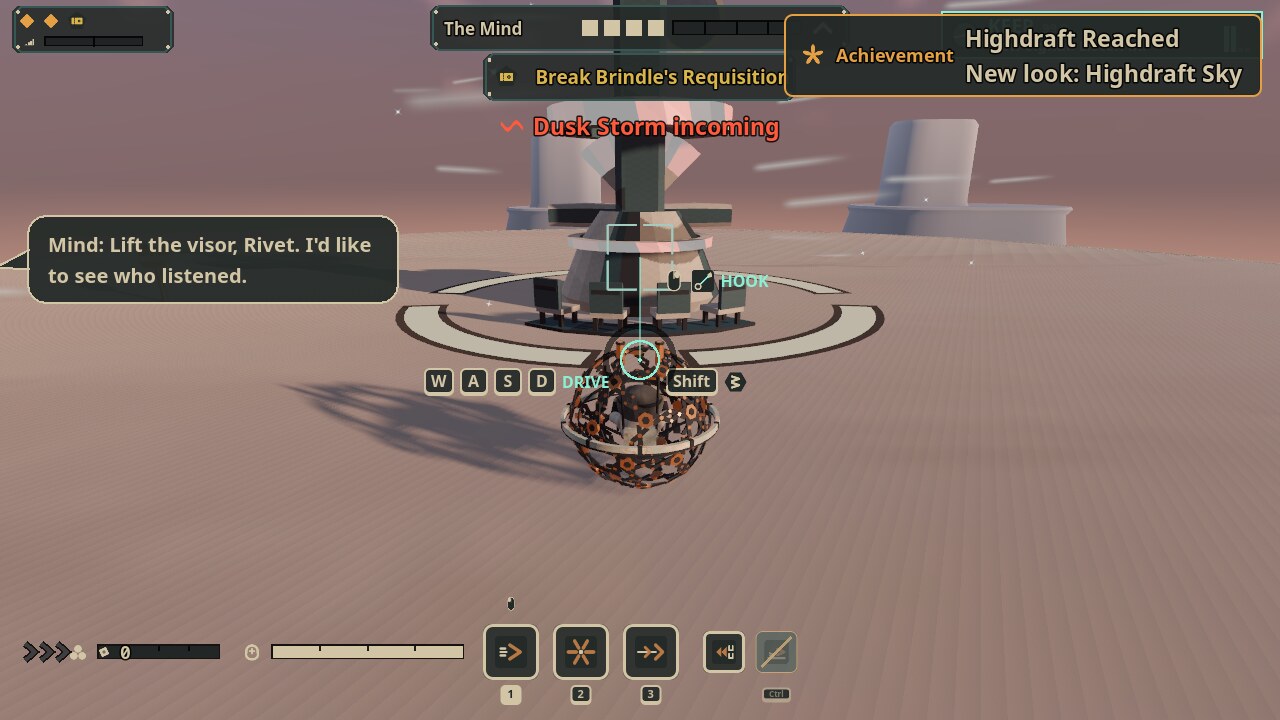 The Mind
Break Brindle's Requisition
Achievement
Highdraft Reached
New look: Highdraft Sky
Dusk Storm incoming
Mind: Lift the visor, Rivet. I'd like
to see who listened.
HOOK
W A S D DRIVE
Shift
0
1
2
3
Ctrl